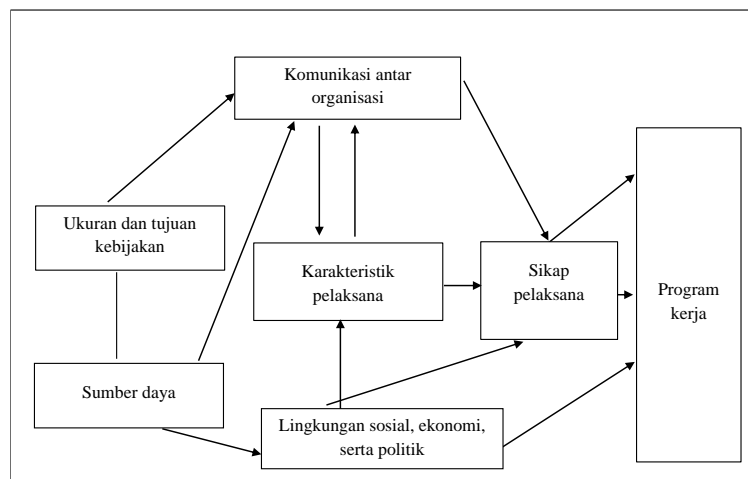 Komunikasi antar
organisasi
Ukuran dan tujuan
kebijakan
Karakteristik
pelaksana
Sikap
pelaksana
Program
kerja
Sumber daya
Lingkungan sosial, ekonomi,
serta politik